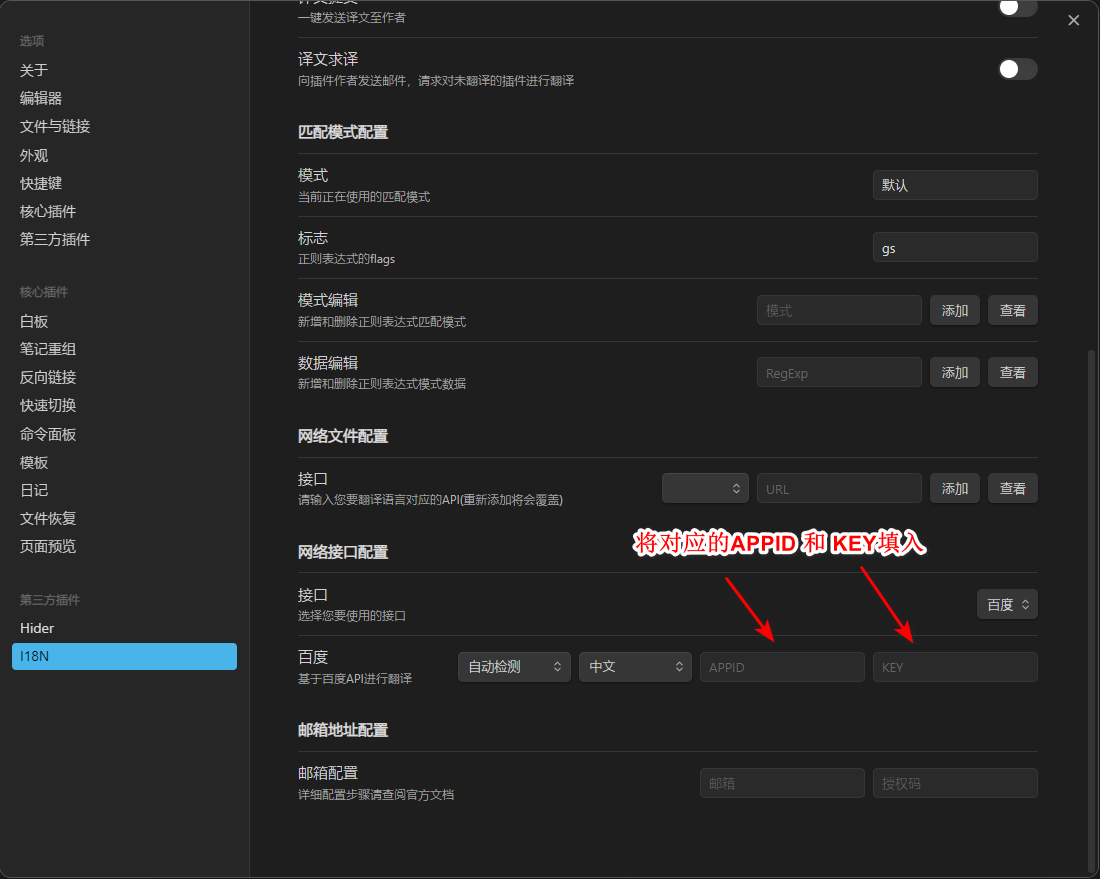 选项
关于
编辑器
文件与链接
外观
快捷键
核心插件
第三方插件
核心插件
白板
笔记重组
反向链接
快速切换
命令面板
模板
日记
文件恢复
页面预览
第三方插件
Hider
I18N
一键发送译文至作者
译文求译
向插件作者发送邮件，请求对未翻译的插件进行翻译
匹配模式配置
模式
当前正在使用的匹配模式
默认
标志
正则表达式的flags
gs
模式编辑
新增和删除正则表达式匹配模式
模式
添加
查看
数据编辑
新增和删除正则表达式模式数据
RegExp
添加
查看
网络文件配置
接口
请输入您要翻译语言对应的API(重新添加将会覆盖)
URL
添加
查看
将对应的APPID 和 KEY填入
网络接口配置
接口
选择您要使用的接口
百度
百度
基于百度API进行翻译
自动检测
中文
APPID
KEY
邮箱地址配置
邮箱配置
详细配置步骤请查阅官方文档
邮箱
授权码